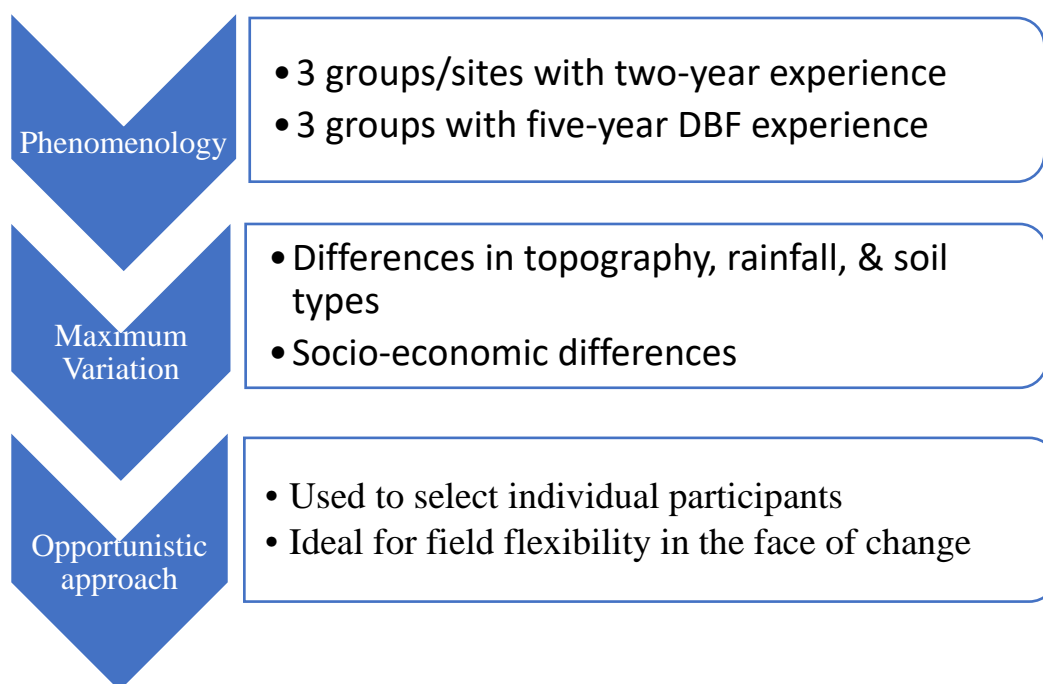 Phenomenology
• 3 groups/sites with two-year experience
• 3 groups with five-year DBF experience
Maximum
Variation
• Differences in topography, rainfall, & soil
types
• Socio-economic differences
Opportunistic
approach
• Used to select individual participants
• Ideal for field flexibility in the face of change